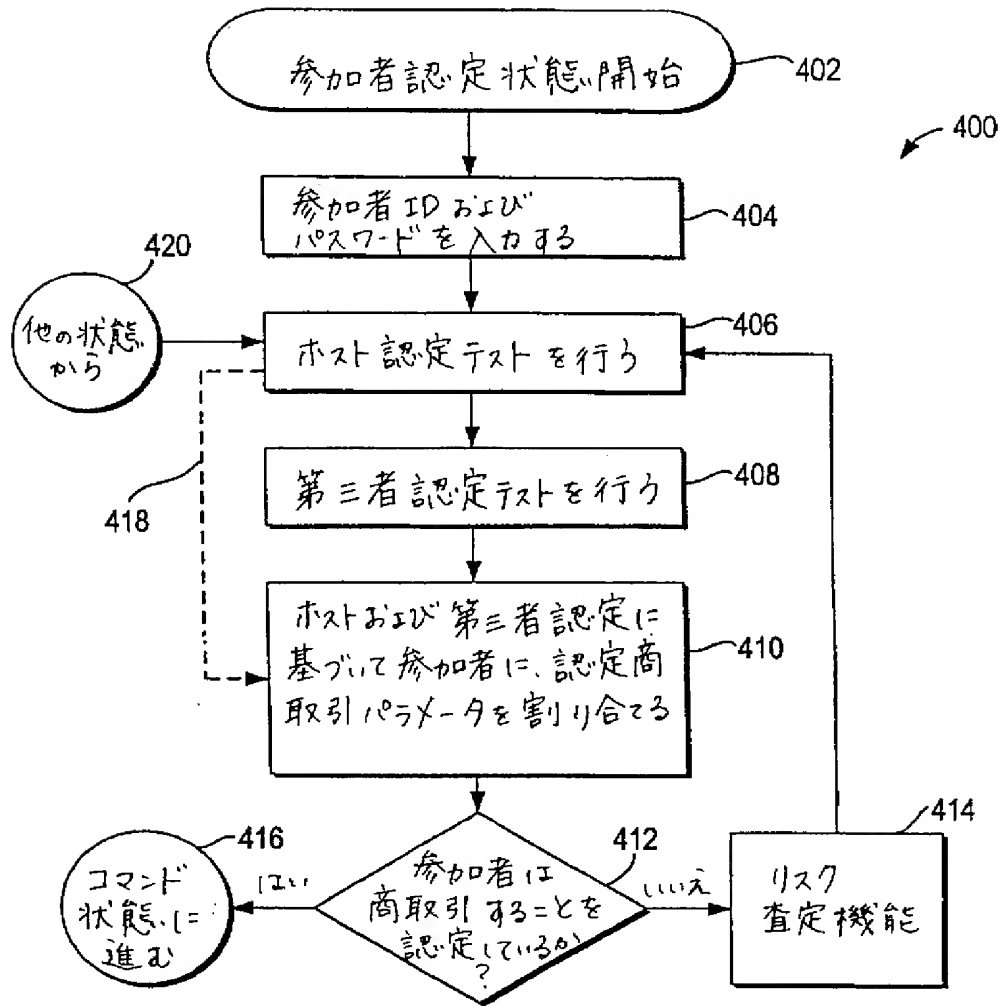 参加者認定状態開始
402
400
参加者IDおよび
パスワードを入力する
404
420
他の状態
から
ホスト認定テストを行う
406
418
第三者認定テストを行う
408
ホストおよび第三者認定に
基づいて参加者に、認定商
取引パラメータを割り合てる
410
416
コマンド
状態に
進む
はい
参加者は
商取引することを
認定しているか
?
412
いいえ
414
リスク
査定機能